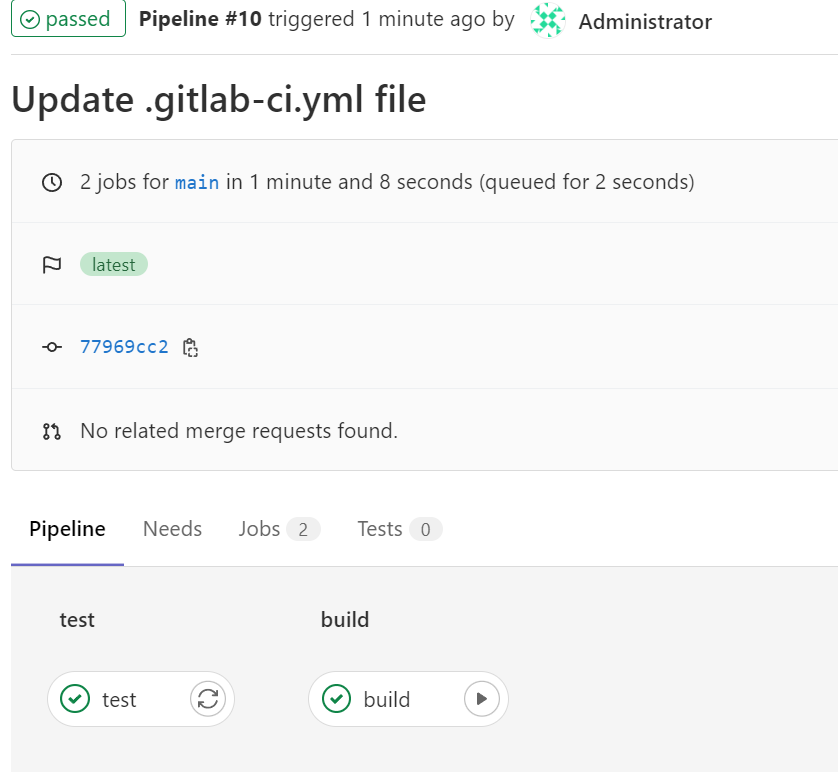 passed Pipeline #10 triggered 1 minute ago by Administrator
Update .gitlab-ci.yml file
2 jobs for main in 1 minute and 8 seconds (queued for 2 seconds)
latest
77969cc2
No related merge requests found.
Pipeline Needs Jobs 2 Tests 0
test build
test build